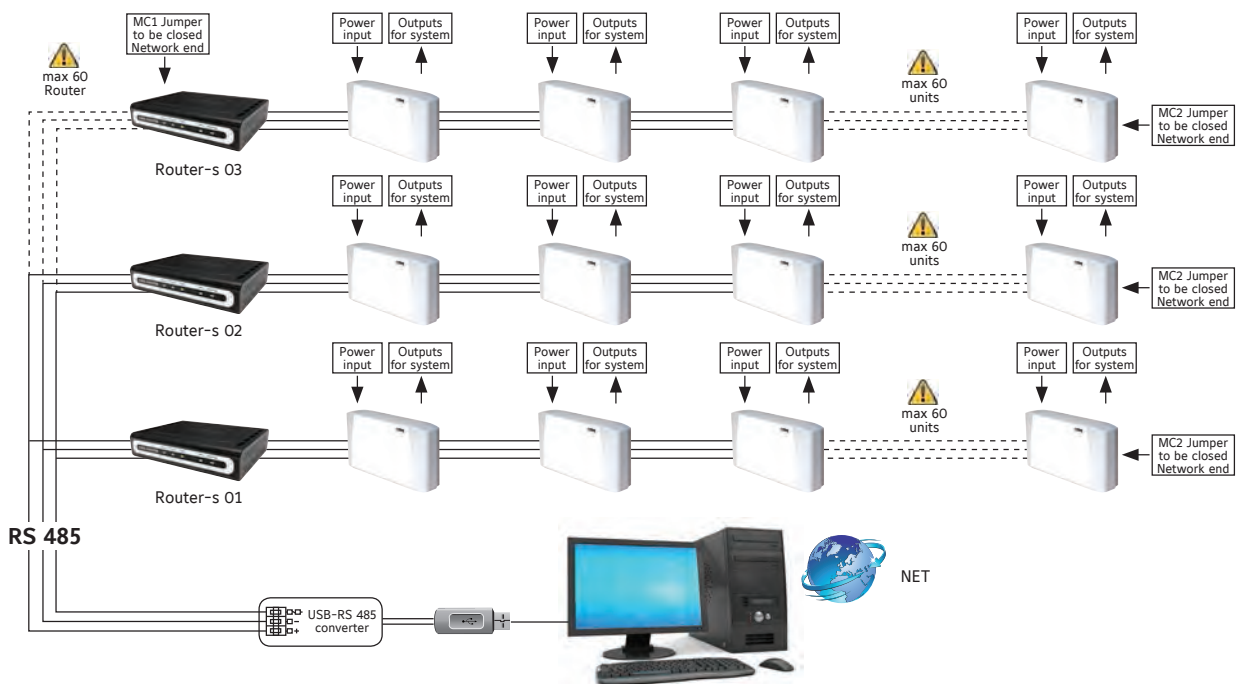 MC1 Jumper
to be closed
Network end
Power
input
Outputs
for system
Power
input
Outputs
for system
Power
input
Outputs
for system
Power
input
Outputs
for system
max 60
Router
max 60
units
MC2 Jumper
to be closed
Network end
Router-s 03
Power
input
Outputs
for system
Power
input
Outputs
for system
Power
input
Outputs
for system
Power
input
Outputs
for system
max 60
units
MC2 Jumper
to be closed
Network end
Router-s 02
Power
input
Outputs
for system
Power
input
Outputs
for system
Power
input
Outputs
for system
Power
input
Outputs
for system
max 60
units
MC2 Jumper
to be closed
Network end
Router-s 01
RS 485
NET
USB-RS 485
converter
-
+